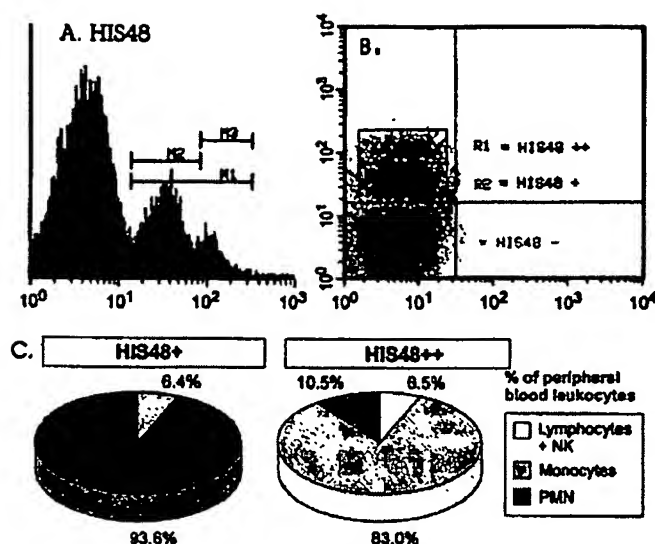 A. HIS48
M3
M2
M1
10⁰ 10¹ 10² 10³
B.
10⁴
10³
10²
10¹
10⁰
R1 = HIS48 ++
R2 = HIS48 +
= HIS48 -
10⁰ 10¹ 10² 10³ 10⁴
C.
HIS48+
6.4%
93.6%
HIS48++
10.5% 6.5%
83.0%
% of peripheral
blood leukocytes
Lymphocytes
+ NK
Monocytes
PMN